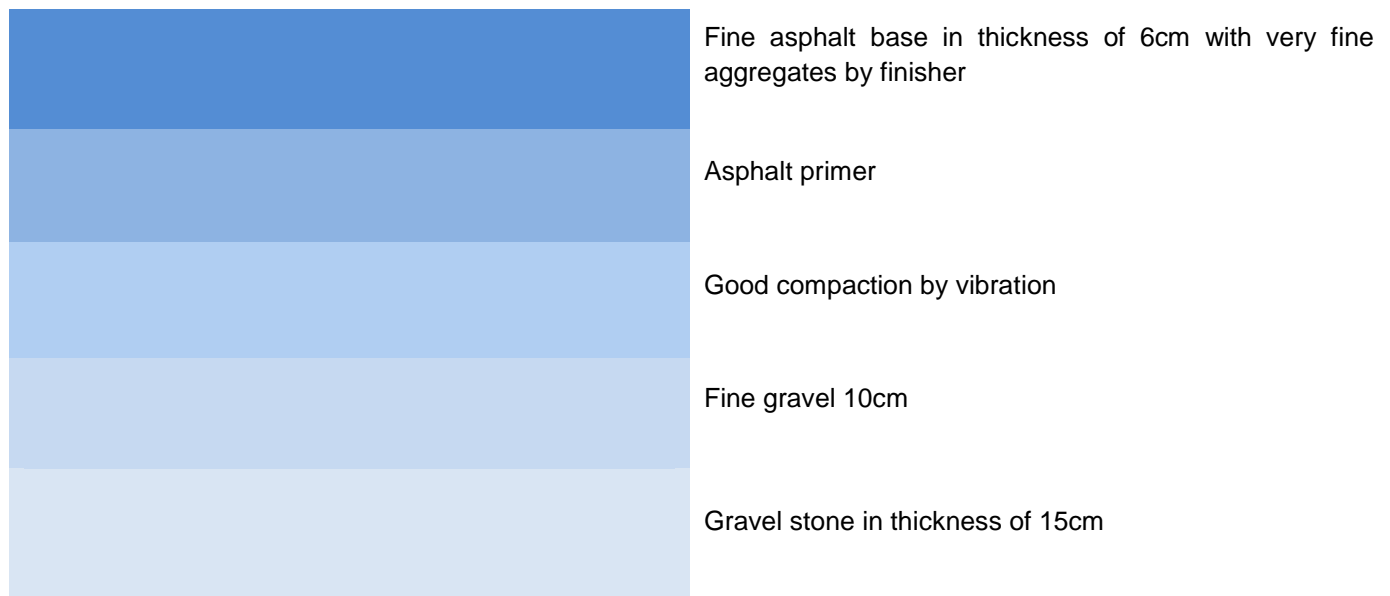 Fine asphalt base in thickness of 6cm with very fine
aggregates by finisher
Asphalt primer
Good compaction by vibration
Fine gravel 10cm
Gravel stone in thickness of 15cm